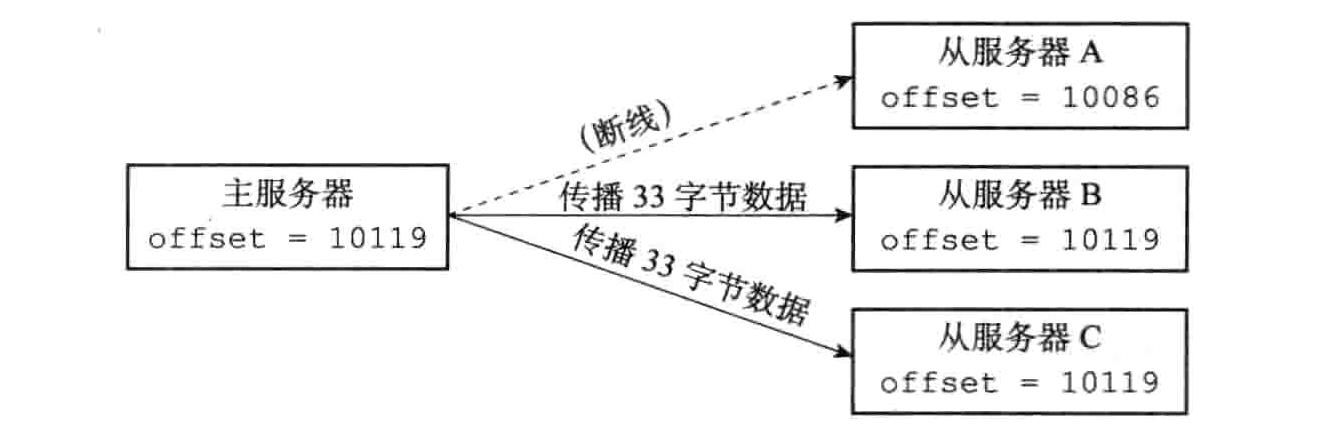 从服务器 A
offset = 10086
(断线)
主服务器
offset = 10119
传播 33 字节数据
从服务器 B
offset = 10119
传播 33 字节数据
从服务器 C
offset = 10119